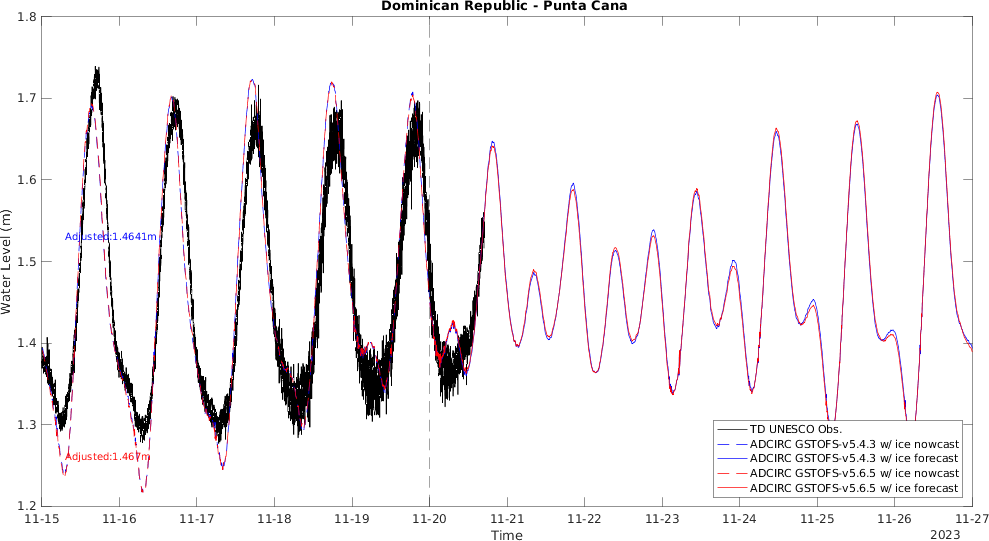 Dominican Republic - Punta Cana
1.8
1.7
1.6
1.5
1.4
1.3
1.2
Water Level (m)
Adjusted:1.4641m
Adjusted:1.467m
TD UNESCO Obs.
ADCIRC GSTOFS-v5.4.3 w/ ice nowcast
ADCIRC GSTOFS-v5.4.3 w/ ice forecast
ADCIRC GSTOFS-v5.6.5 w/ ice nowcast
ADCIRC GSTOFS-v5.6.5 w/ ice forecast
11-15 11-16 11-17 11-18 11-19 11-20 11-21 11-22 11-23 11-24 11-25 11-26 11-27
Time
2023